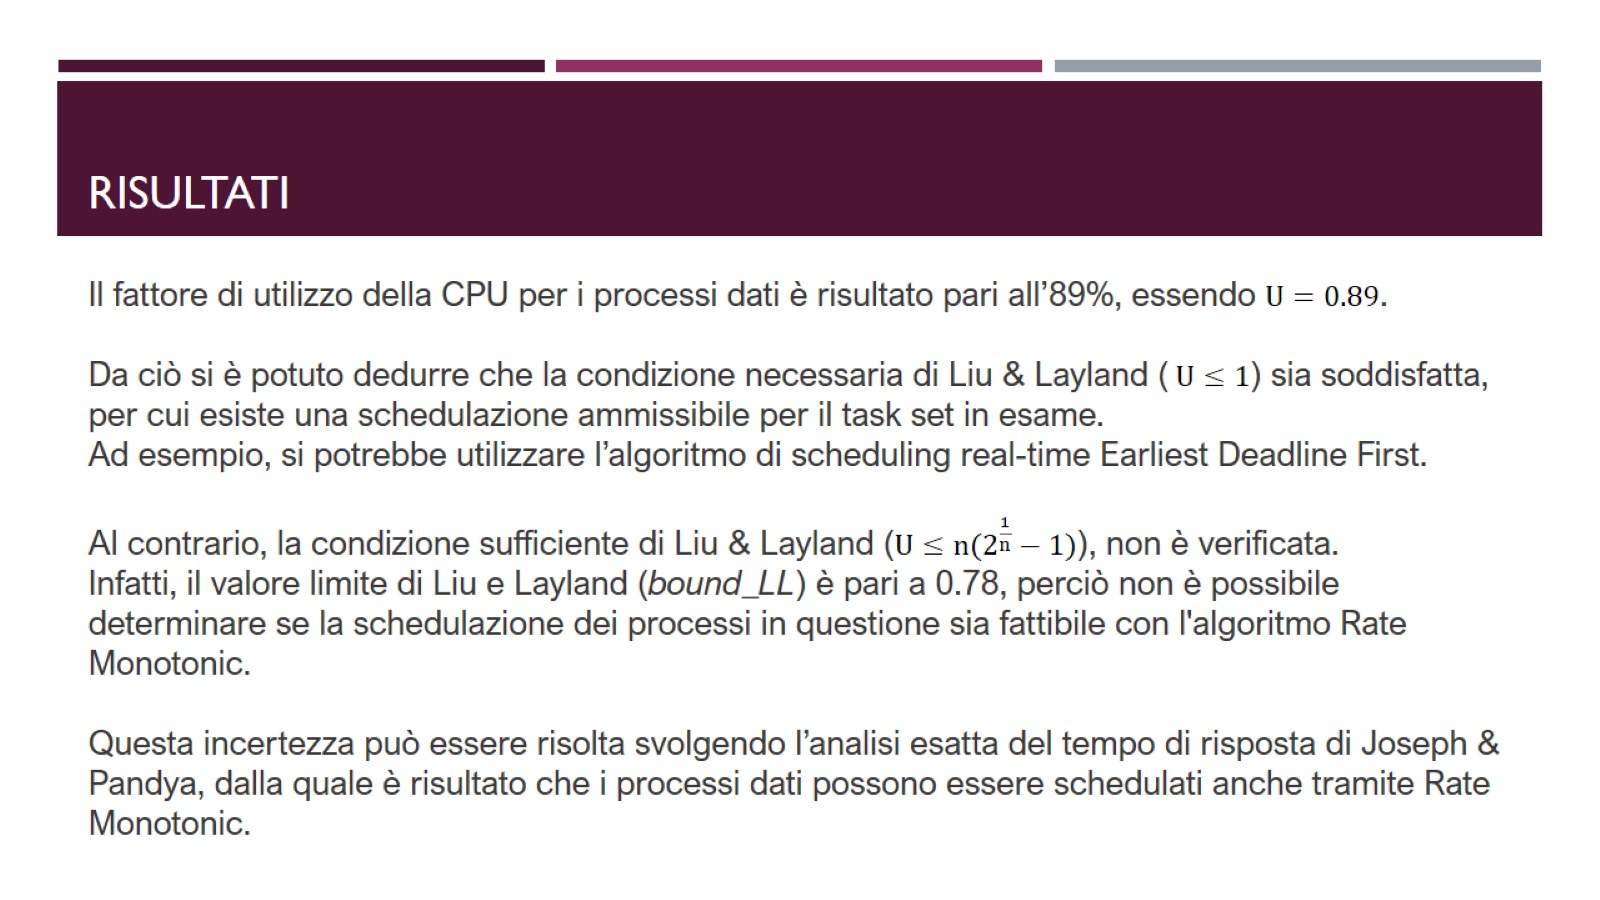 RISULTATI
Il fattore di utilizzo della CPU per i processi dati è risultato pari all’89%, essendo U = 0.89.
Da ciò si è potuto dedurre che la condizione necessaria di Liu & Layland ( U ≤ 1) sia soddisfatta,
per cui esiste una schedulazione ammissibile per il task set in esame.
Ad esempio, si potrebbe utilizzare l’algoritmo di scheduling real-time Earliest Deadline First.
Al contrario, la condizione sufficiente di Liu & Layland (U ≤ n(2^(1/n) − 1)), non è verificata.
Infatti, il valore limite di Liu e Layland (bound_LL) è pari a 0.78, perciò non è possibile
determinare se la schedulazione dei processi in questione sia fattibile con l'algoritmo Rate
Monotonic.
Questa incertezza può essere risolta svolgendo l’analisi esatta del tempo di risposta di Joseph &
Pandya, dalla quale è risultato che i processi dati possono essere schedulati anche tramite Rate
Monotonic.